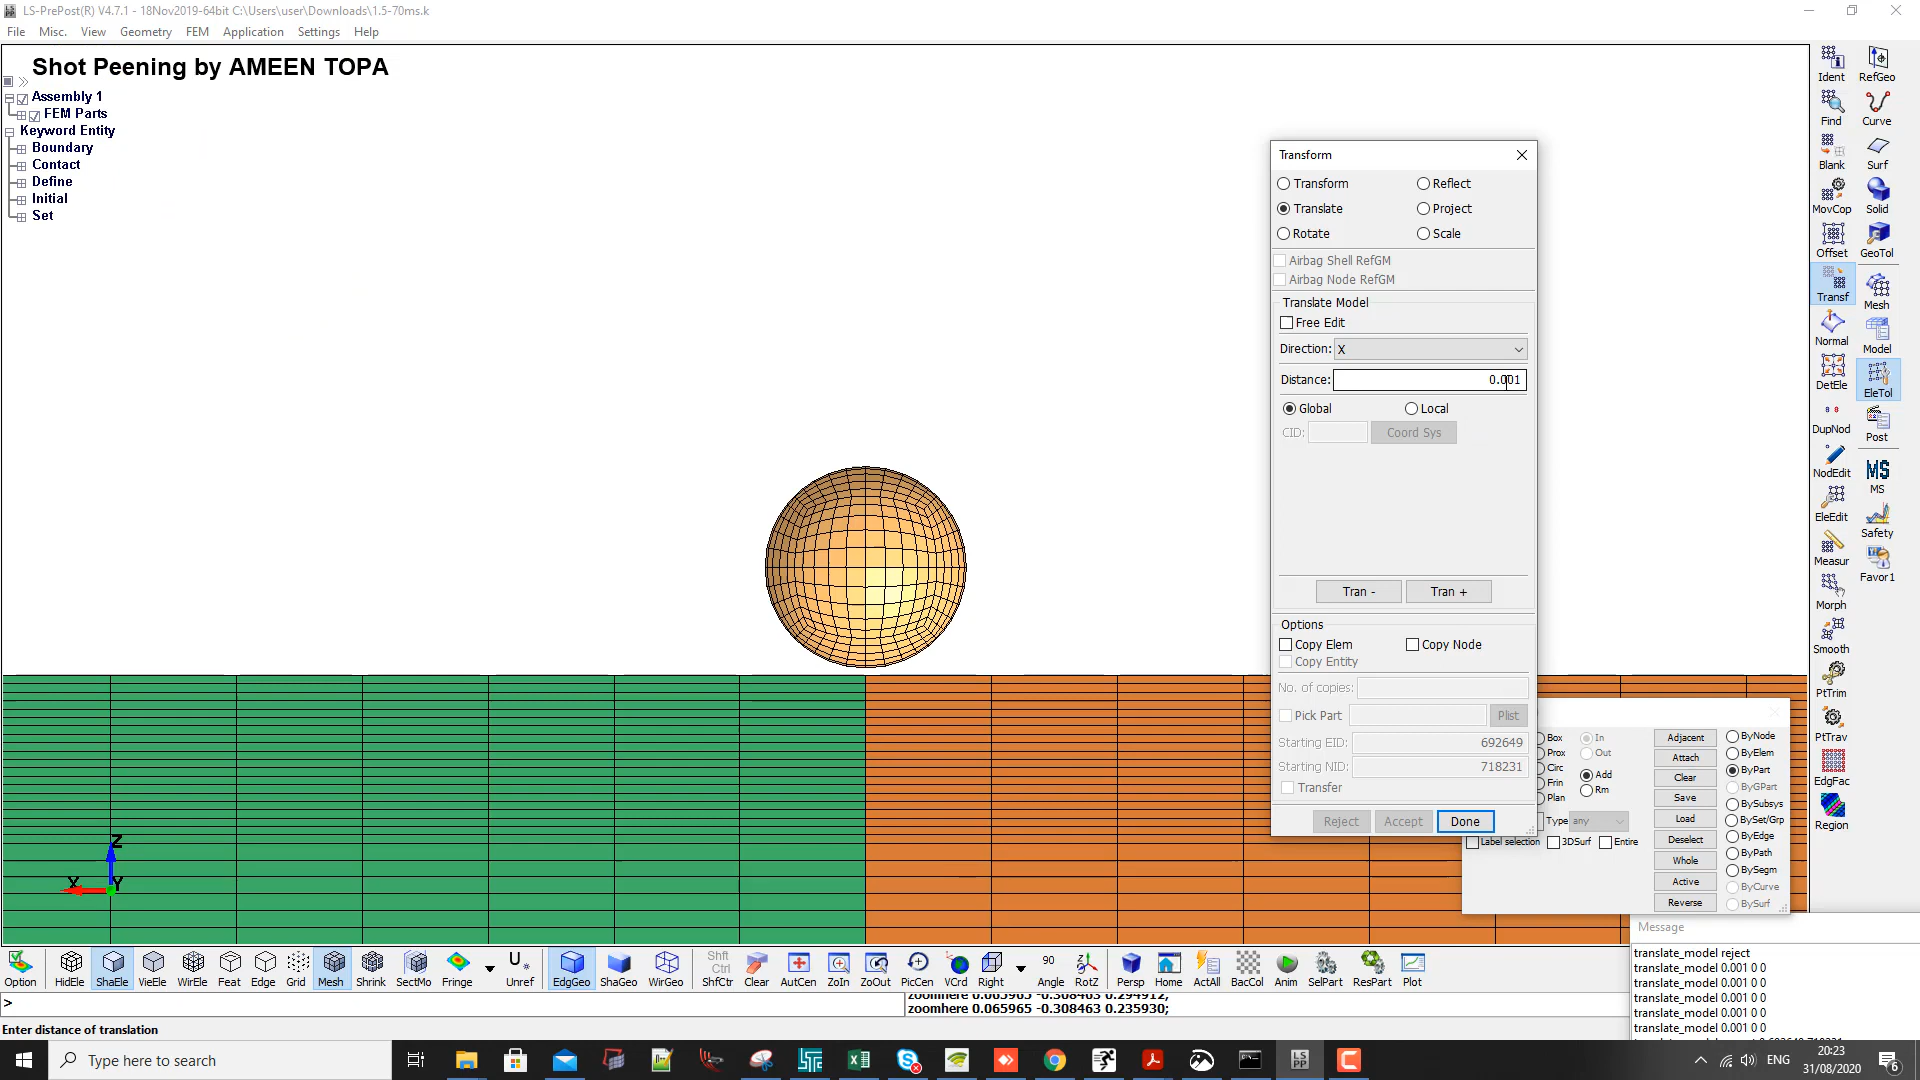 LS-PrePost(R) V4.7.1 - 18Nov2019-64bit C:\Users\user\Downloads\1.5-70ms.k
File Misc. View Geometry FEM Application Settings Help
Shot Peening by AMEEN TOPA
Assembly 1
FEM Parts
Keyword Entity
Boundary
Contact
Define
Initial
Set
Transform
Transform Reflect
Translate Project
Rotate Scale
Airbag Shell RefGM
Airbag Node RefGM
Translate Model
Free Edit
Direction: X
Distance: 0.001
Global Local
CID: Coord Sys
Tran - Tran +
Options
Copy Elem Copy Node
Copy Entity
No. of copies:
Pick Part Plist
Starting EID: 692649
Starting NID: 718231
Transfer
Reject Accept Done
Box In Adjacent ByNode
Prox Out Attach ByElem
Circ Add Clear ByPart
Frin Rm Save ByGPart
Plan Load BySubsys
Type any Deselect BySet/Grp
Label selection 3DSurf Entire Whole ByEdge
Active ByPath
Reverse BySegm
ByCurve
BySurf
Ident RefGeo
Find Curve
Blank Surf
MovCop Solid
Offset GeoTol
Transf Mesh
Normal Model
DetEle EleTol
DupNod Post
NodEdit MS
MS
EleEdit Safety
Measur Favor1
Morph
Smooth
PtTrim
PtTrav
EdgFac
Region
Z
X Y
Message
translate_model reject
translate_model 0.001 0 0
translate_model 0.001 0 0
translate_model 0.001 0 0
translate_model 0.001 0 0
translate_model 0.001 0 0
Option HidEle ShaEle VieEle WirEle Feat Edge Grid Mesh Shrink SectMo Fringe Unref EdgGeo ShaGeo WirGeo Shft Ctrl ShfCtr Clear AutCen ZoIn ZoOut PicCen VCrd Right 90 Angle RotZ Persp Home ActAll BacCol Anim SelPart ResPart Plot
zoomhere 0.065965 -0.308463 0.294912;
> zoomhere 0.065965 -0.308463 0.235930;
Enter distance of translation
Type here to search
LS
PP
ENG
20:23
31/08/2020
6